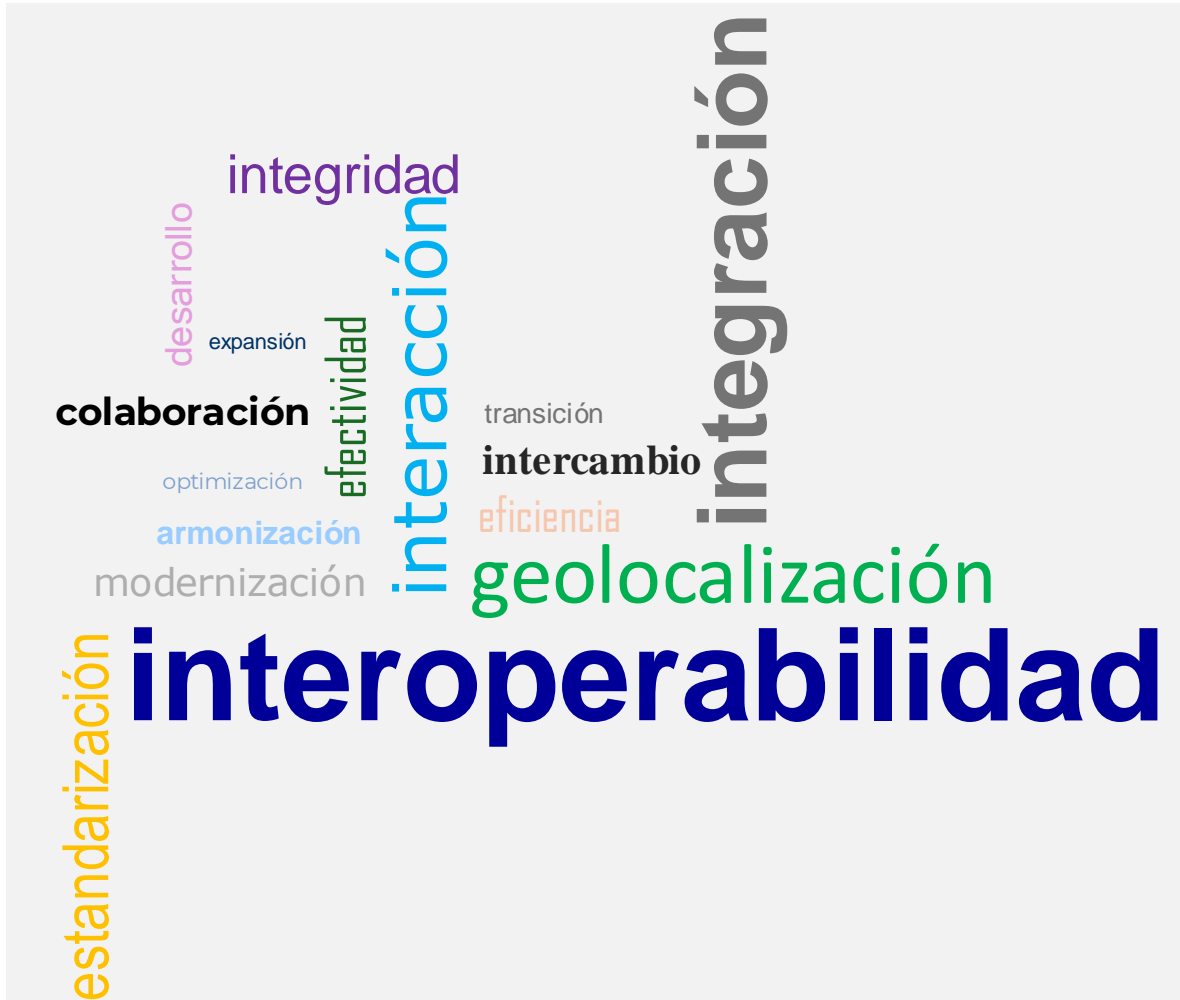 integración
integridad
desarrollo
interacción
expansión
efectividad
colaboración
transición
intercambio
optimización
eficiencia
armonización
modernización
geolocalización
interoperabilidad
estandarización